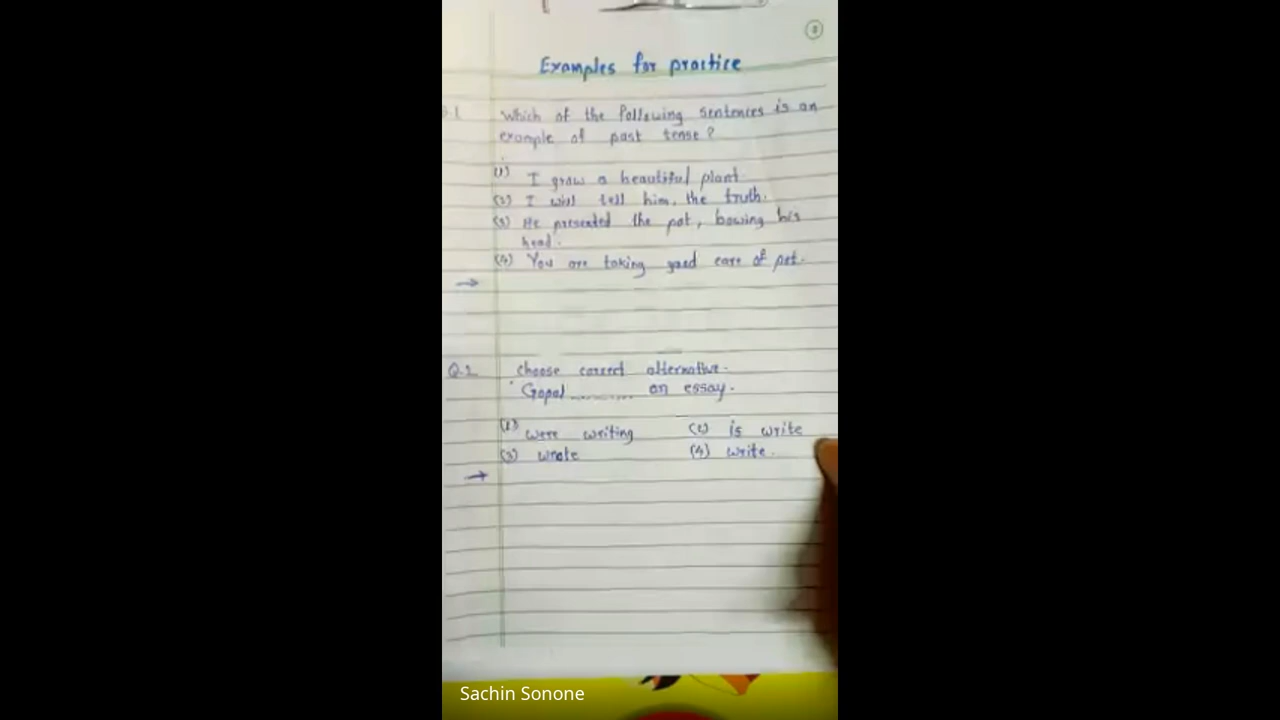 3
Examples for practice
Q.1 Which of the following sentences is an
example of past tense?
(1) I grow a beautiful plant.
(2) I will tell him, the truth.
(3) He presented the pot, bowing his
head.
(4) You are taking good care of pet.
→
Q.2 Choose correct alternative.
Gopal ........... an essay.
(1) were writing (2) is write
(3) wrote (4) write.
→
Sachin Sonone